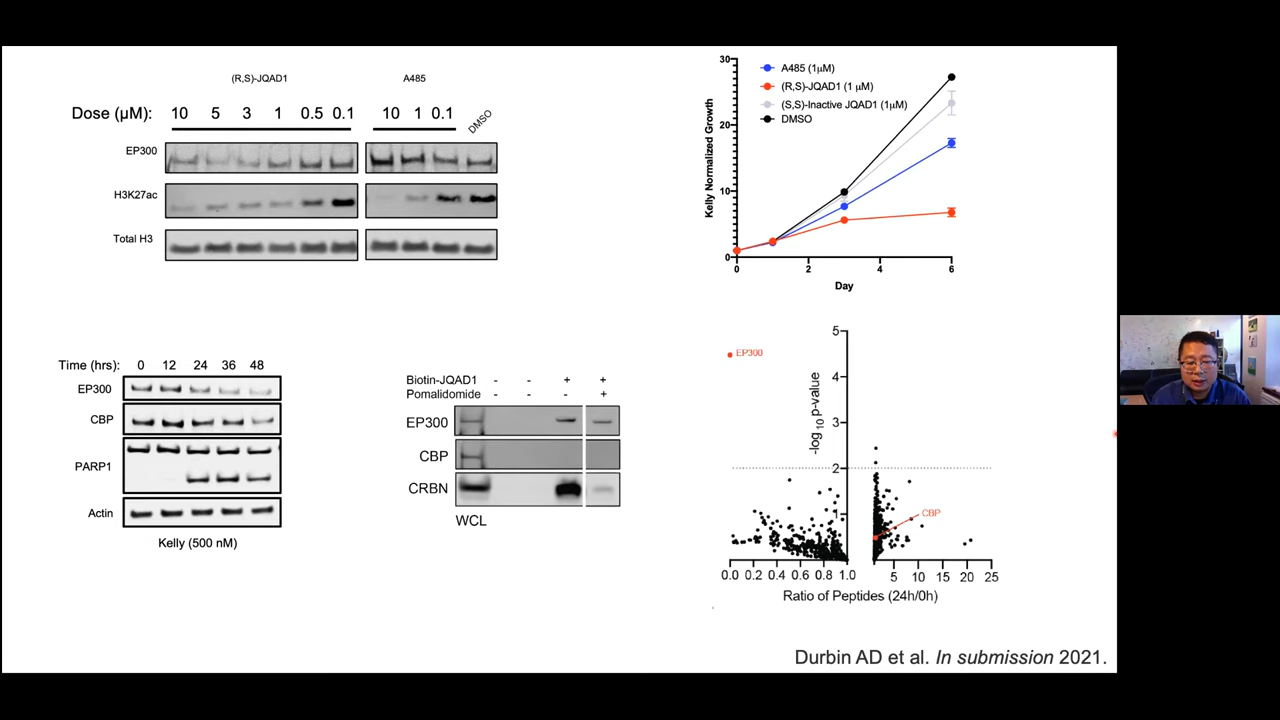 (R,S)-JQAD1 A485
Dose (µM): 10 5 3 1 0.5 0.1 10 1 0.1 DMSO
EP300
H3K27ac
Total H3
30
20
10
0
0 2 4 6
Kelly Normalized Growth
Day
A485 (1µM)
(R,S)-JQAD1 (1 µM)
(S,S)-Inactive JQAD1 (1µM)
DMSO
Time (hrs): 0 12 24 36 48
EP300
CBP
PARP1
Actin
Kelly (500 nM)
Biotin-JQAD1 - - + +
Pomalidomide - - - +
EP300
CBP
CRBN
WCL
5
4
3
2
1
-log10 p-value
EP300
CBP
0.0 0.2 0.4 0.6 0.8 1.0 5 10 15 20 25
Ratio of Peptides (24h/0h)
Durbin AD et al. In submission 2021.